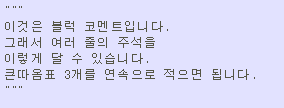 """
이것은 블럭 코멘트입니다.
그래서 여러 줄의 주석을
이렇게 달 수 있습니다.
큰따옴표 3개를 연속으로 적으면 됩니다.
"""